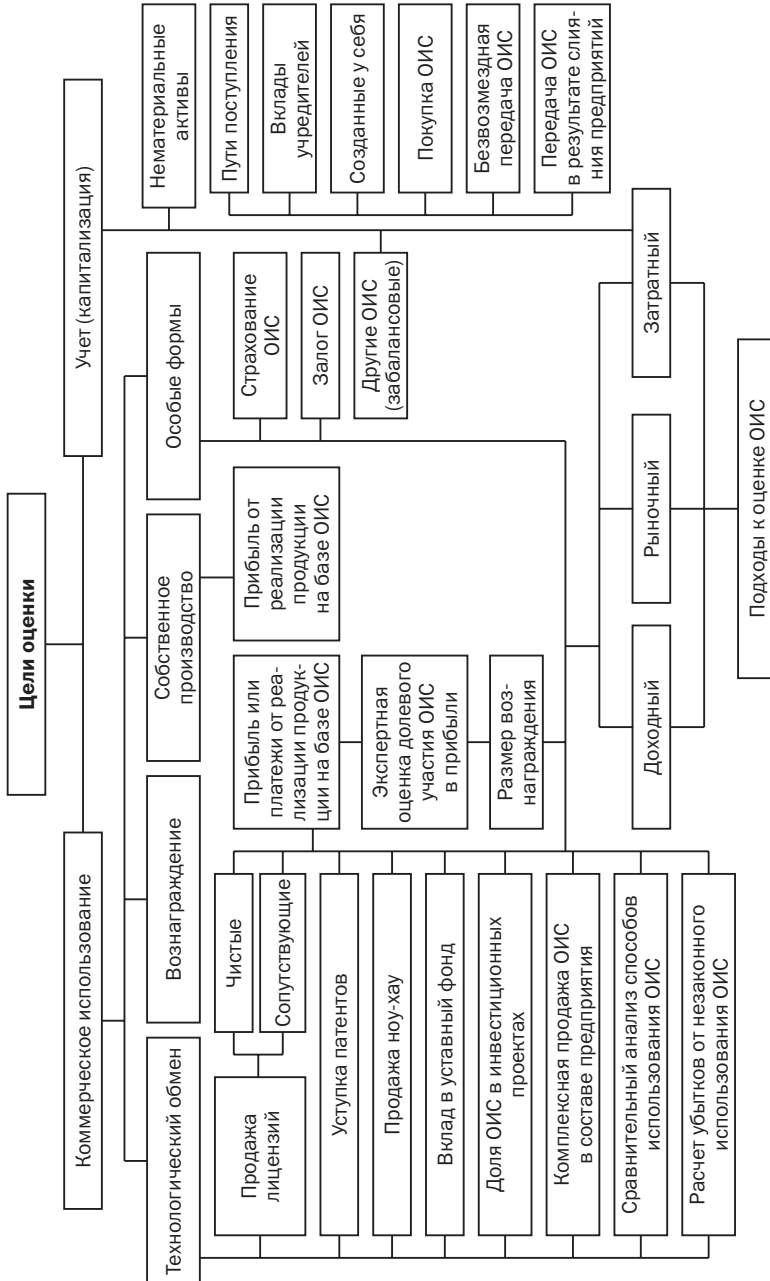 Цели оценки
Коммерческое использование
Учет (капитализация)
Технологический обмен
Вознаграждение
Собственное
производство
Особые формы
Нематериальные
активы
Продажа
лицензий
Чистые
Сопутствующие
Уступка патентов
Продажа ноу-хау
Вклад в уставный фонд
Доля ОИС в инвестиционных
проектах
Комплексная продажа ОИС
в составе предприятия
Сравнительный анализ способов
использования ОИС
Расчет убытков от незаконного
использования ОИС
Прибыль или
платежи от реа-
лизации продук-
ции на базе ОИС
Экспертная
оценка долевого
участия ОИС
в прибыли
Размер воз-
награждения
Прибыль от
реализации
продукции
на базе ОИС
Страхование
ОИС
Залог ОИС
Другие ОИС
(забалансовые)
Пути поступления
Вклады
учредителей
Созданные у себя
Покупка ОИС
Безвозмездная
передача ОИС
Передача ОИС
в результате слия-
ния предприятий
Доходный
Рыночный
Затратный
Подходы к оценке ОИС